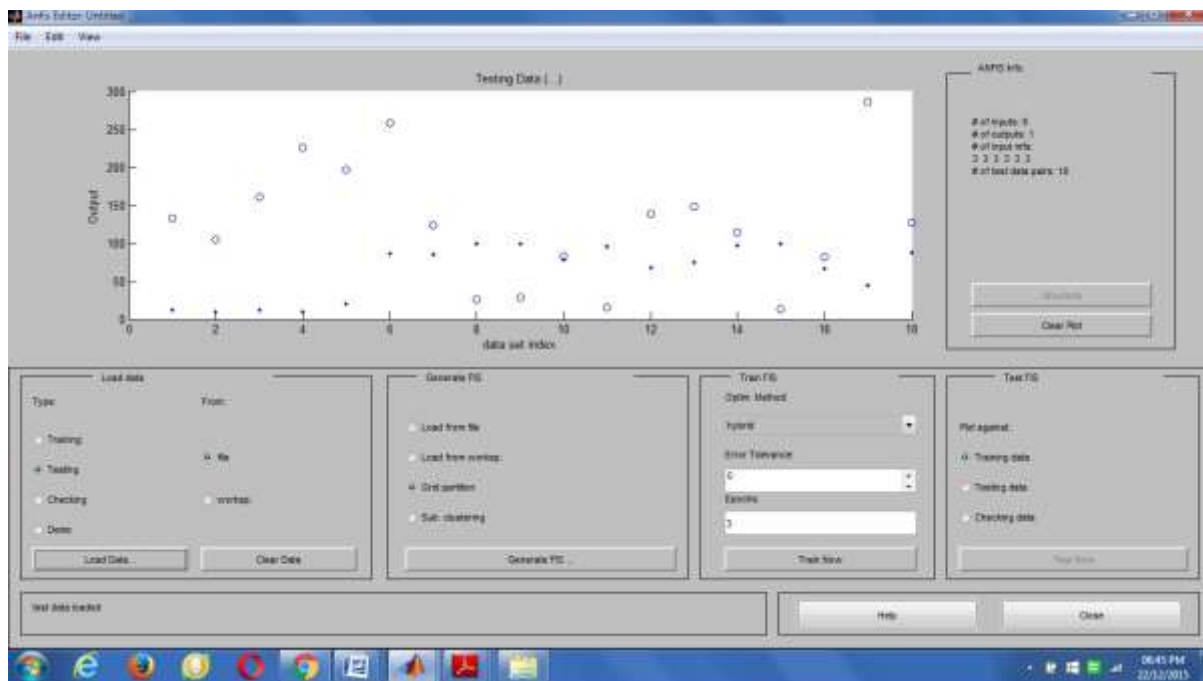 Anfis Editor: Untitled
File Edit View
Testing Data (...)
300
250
200
150
100
50
0
Output
0 2 4 6 8 10 12 14 16 18
data set index
ANFIS Info.
# of inputs: 6
# of outputs: 1
# of input mfs:
3 3 3 3 3 3
# of test data pairs: 18
Structure
Clear Plot
Load data
Type:
From:
Training
Testing
Checking
Demo
file
worksp.
Load Data...
Clear Data
Generate FIS
Load from file
Load from worksp.
Grid partition
Sub. clustering
Generate FIS ...
Train FIS
Optim. Method:
hybrid
Error Tolerance:
0
Epochs:
3
Train Now
Test FIS
Plot against:
Training data
Testing data
Checking data
Test Now
test data loaded
Help
Close
06:45 PM
22/12/2015